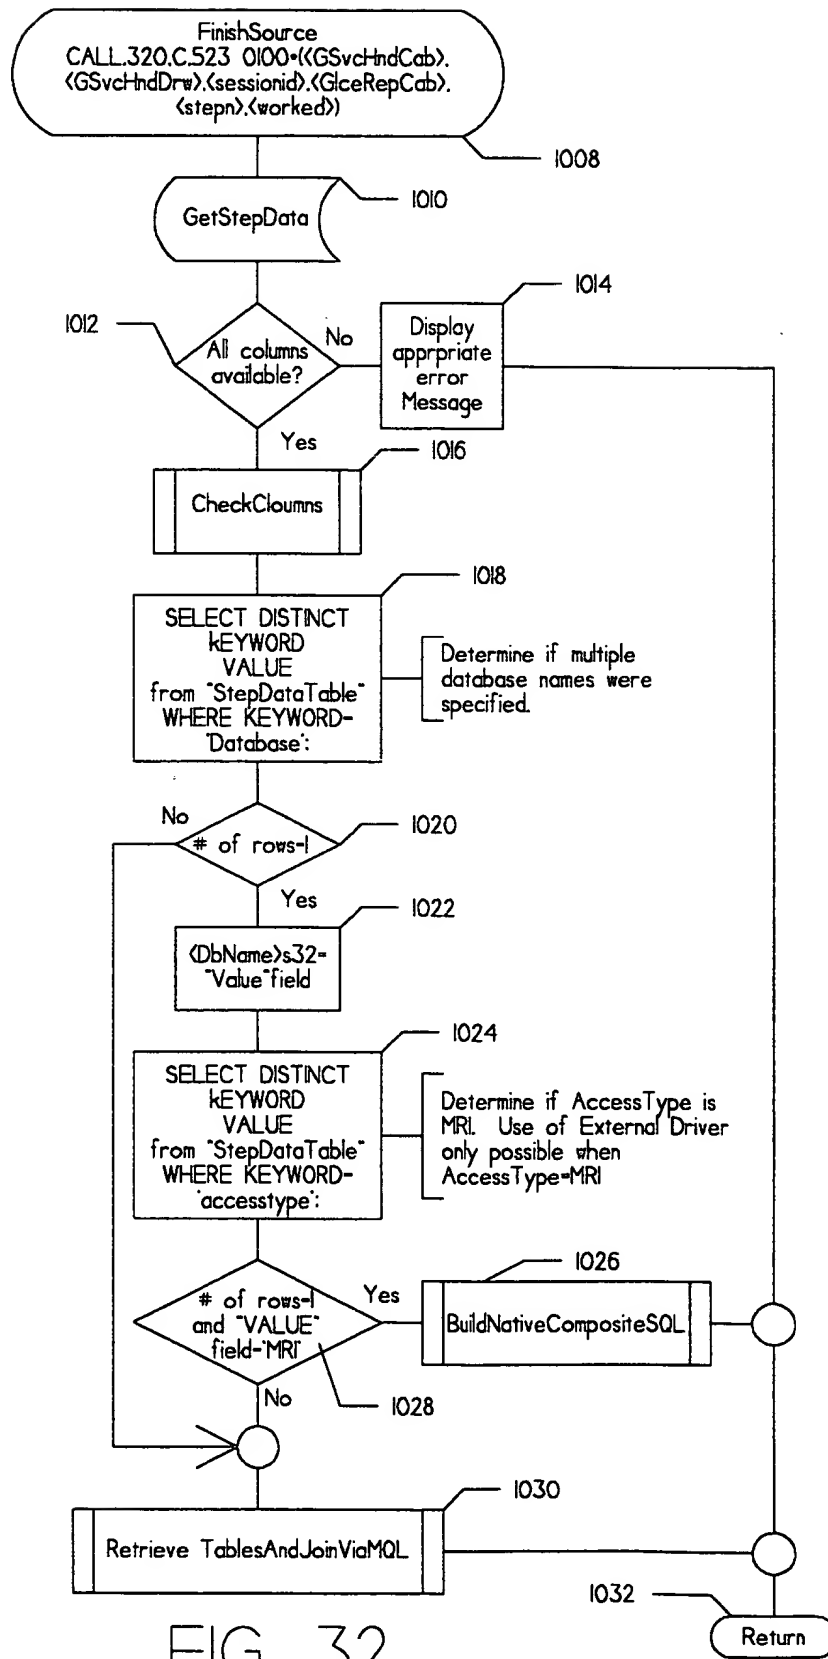 FinishSource
CALL.320.C.523 0100•(<GSvcHndCab>.
<GSvcHndDrw>.<sessionid>.<GlceRepCab>.
<stepn>.<worked>)
1008
GetStepData
1010
1012
All columns
available?
No
Display
apprpriate
error
Message
1014
Yes
CheckCloumns
1016
SELECT DISTINCT
kEYWORD
VALUE
from "StepDataTable"
WHERE KEYWORD-
'Database':
1018
Determine if multiple
database names were
specified.
No
# of rows-1
1020
Yes
<DbName>s32=
"Value"field
1022
SELECT DISTINCT
kEYWORD
VALUE
from "StepDataTable"
WHERE KEYWORD-
'accesstype':
1024
Determine if AccessType is
MRI. Use of External Driver
only possible when
AccessType=MRI
# of rows-1
and "VALUE"
field-"MRI"
Yes
1028
BuildNativeCompositeSQL
1026
No
Retrieve TablesAndJoinViaMQL
1030
1032
Return
FIG. 32